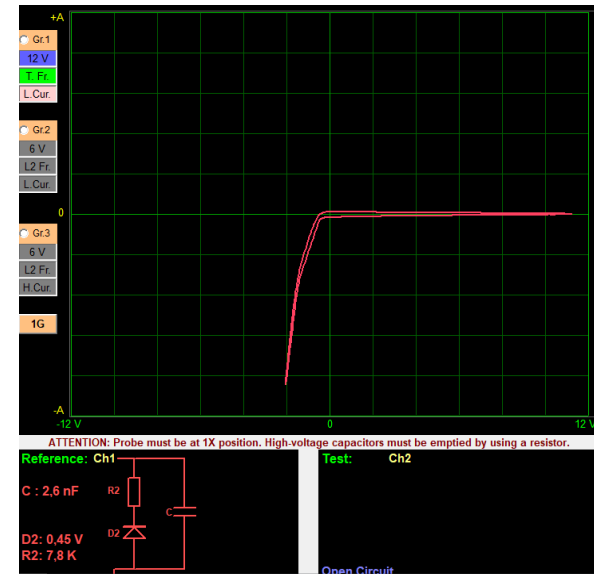 +A
Gr.1
12 V
T. Fr.
L.Cur.
Gr.2
6 V
L2 Fr.
L.Cur.
0
Gr.3
6 V
L2 Fr.
H.Cur.
1G
-A
-12 V
0
12 V
ATTENTION: Probe must be at 1X position. High-voltage capacitors must be emptied by using a resistor.
Reference: Ch1
Test: Ch2
C : 2,6 nF
R2
C
D2
D2: 0,45 V
R2: 7,8 K
Open Circuit